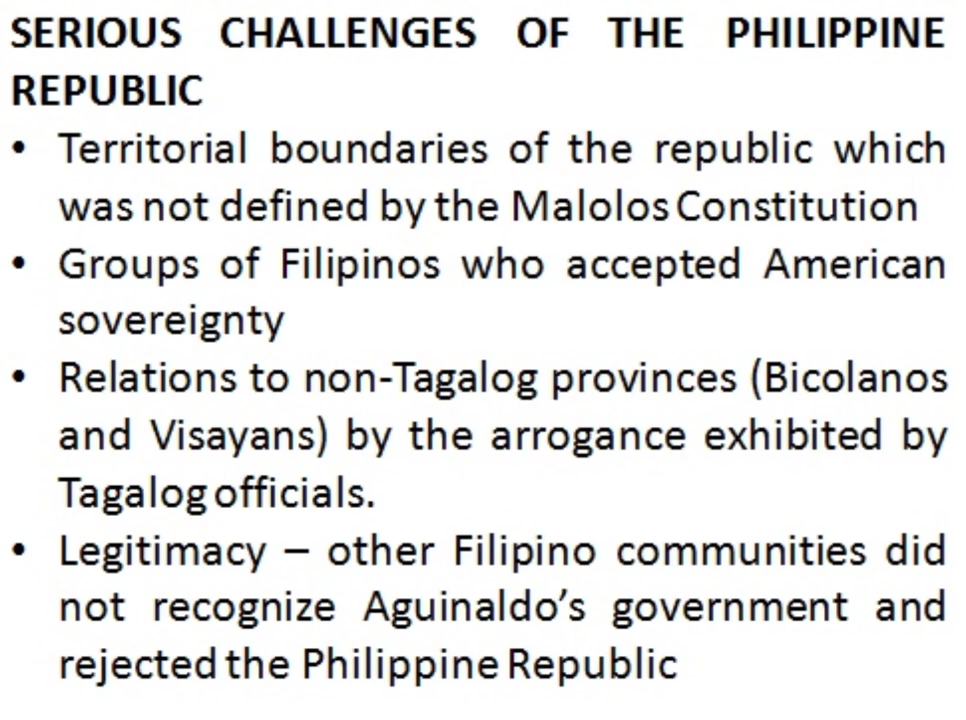 SERIOUS CHALLENGES OF THE PHILIPPINE
REPUBLIC
• Territorial boundaries of the republic which
was not defined by the Malolos Constitution
• Groups of Filipinos who accepted American
sovereignty
• Relations to non-Tagalog provinces (Bicolanos
and Visayans) by the arrogance exhibited by
Tagalog officials.
• Legitimacy – other Filipino communities did
not recognize Aguinaldo’s government and
rejected the Philippine Republic